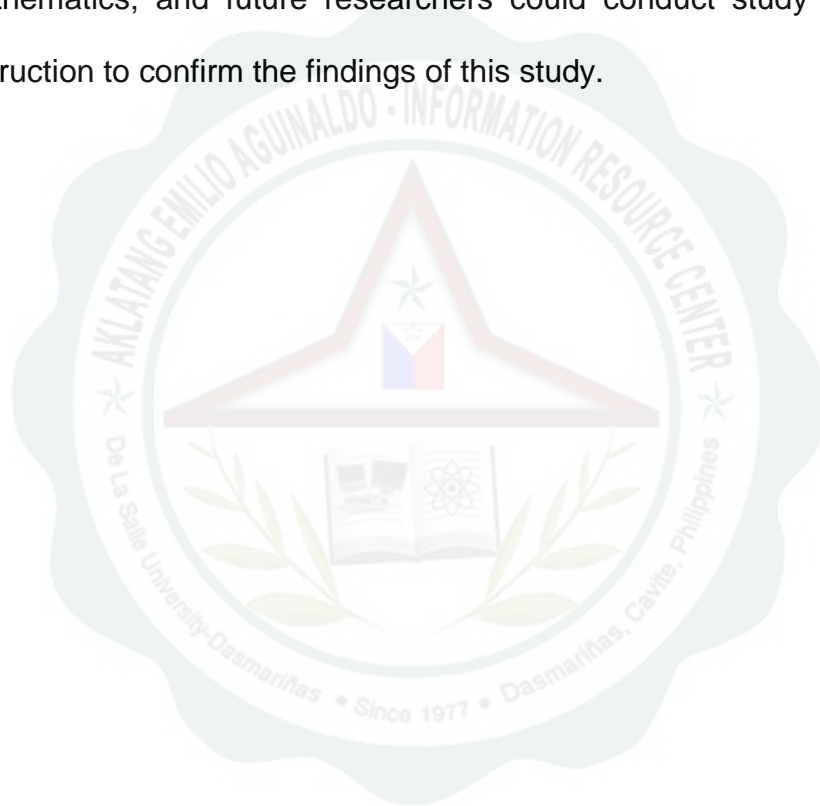 thematics, and future researchers could conduct study
ruction to confirm the findings of this study.
AKLATANG EMILIO AGUINALDO - INFORMATION RESOURCE CENTER
De La Salle University-Dasmariñas • Since 1977 • Dasmariñas, Cavite, Philippines